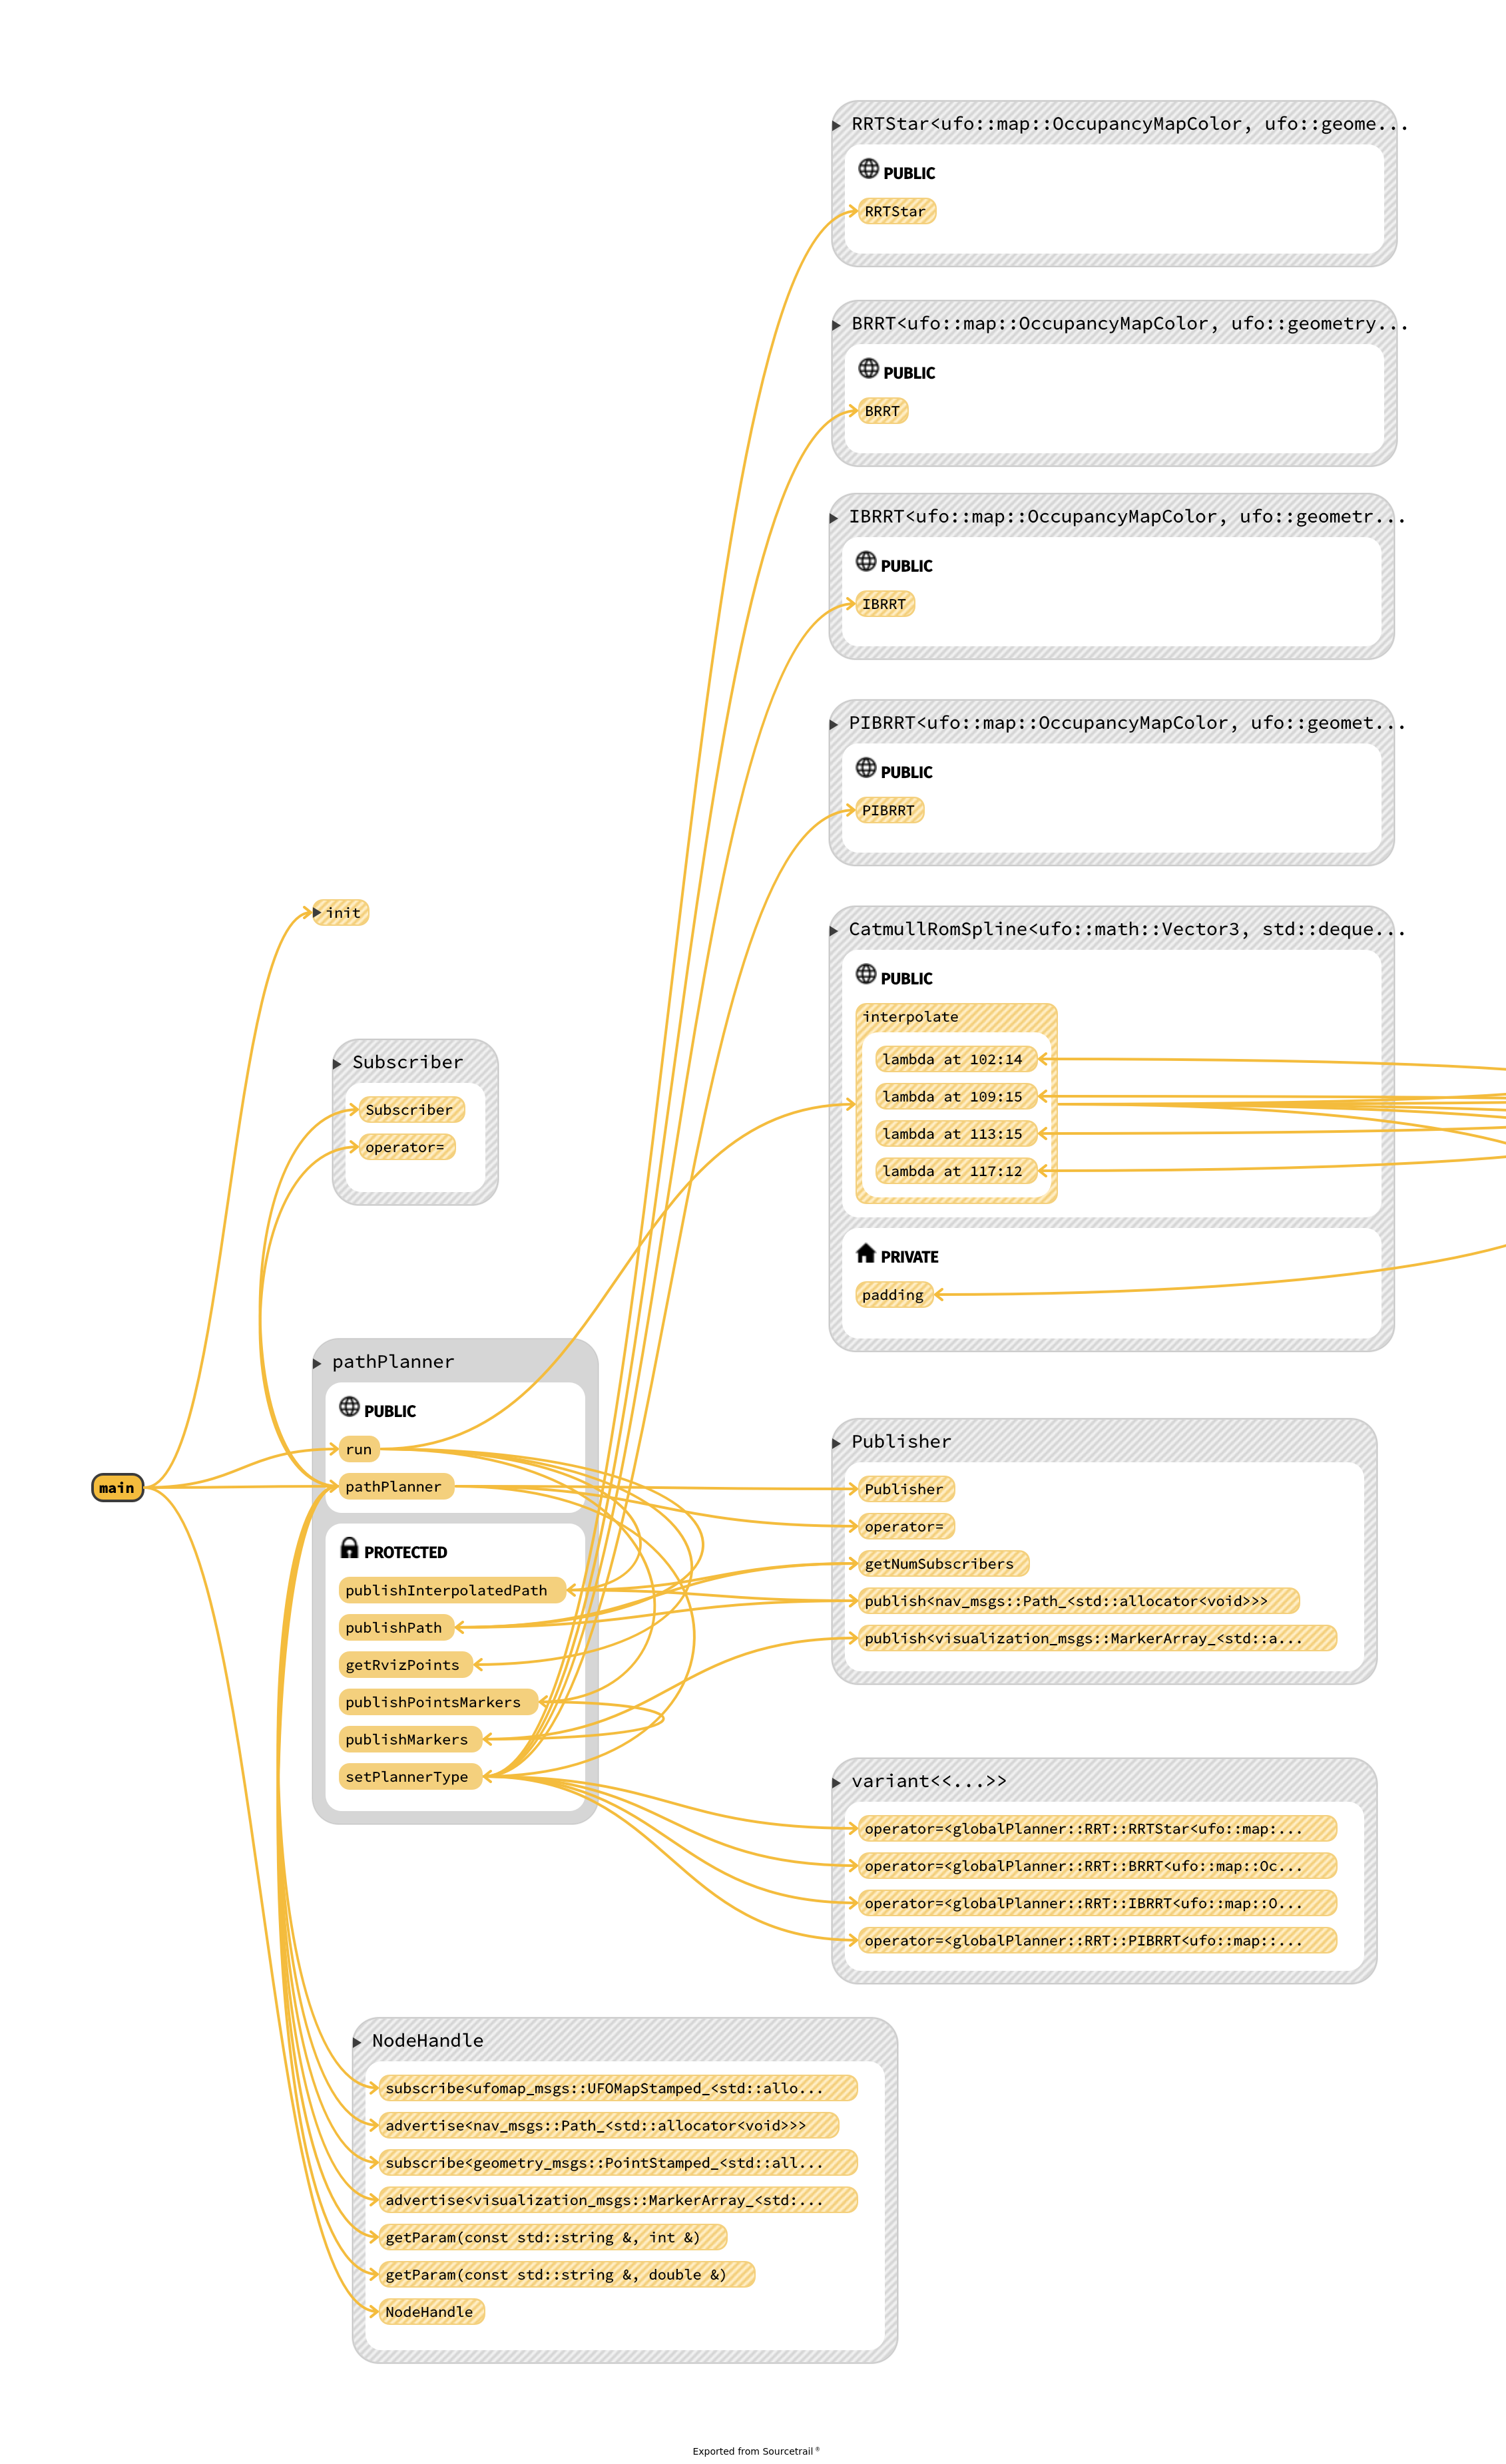 RRTStar<ufo::map::OccupancyMapColor, ufo::geome...
PUBLIC
RRTStar
BRRT<ufo::map::OccupancyMapColor, ufo::geometry...
PUBLIC
BRRT
IBRRT<ufo::map::OccupancyMapColor, ufo::geometr...
PUBLIC
IBRRT
PIBRRT<ufo::map::OccupancyMapColor, ufo::geomet...
PUBLIC
PIBRRT
init
CatmullRomSpline<ufo::math::Vector3, std::deque...
PUBLIC
interpolate
lambda at 102:14
lambda at 109:15
lambda at 113:15
lambda at 117:12
PRIVATE
padding
Subscriber
Subscriber
operator=
main
pathPlanner
PUBLIC
run
pathPlanner
PROTECTED
publishInterpolatedPath
publishPath
getRvizPoints
publishPointsMarkers
publishMarkers
setPlannerType
Publisher
Publisher
operator=
getNumSubscribers
publish<nav_msgs::Path_<std::allocator<void>>>
publish<visualization_msgs::MarkerArray_<std::a...
variant<<...>>
operator=<globalPlanner::RRT::RRTStar<ufo::map:...
operator=<globalPlanner::RRT::BRRT<ufo::map::Oc...
operator=<globalPlanner::RRT::IBRRT<ufo::map::O...
operator=<globalPlanner::RRT::PIBRRT<ufo::map::...
NodeHandle
subscribe<ufomap_msgs::UFOMapStamped_<std::allo...
advertise<nav_msgs::Path_<std::allocator<void>>>
subscribe<geometry_msgs::PointStamped_<std::all...
advertise<visualization_msgs::MarkerArray_<std:...
getParam(const std::string &, int &)
getParam(const std::string &, double &)
NodeHandle
Exported from Sourcetrail ®